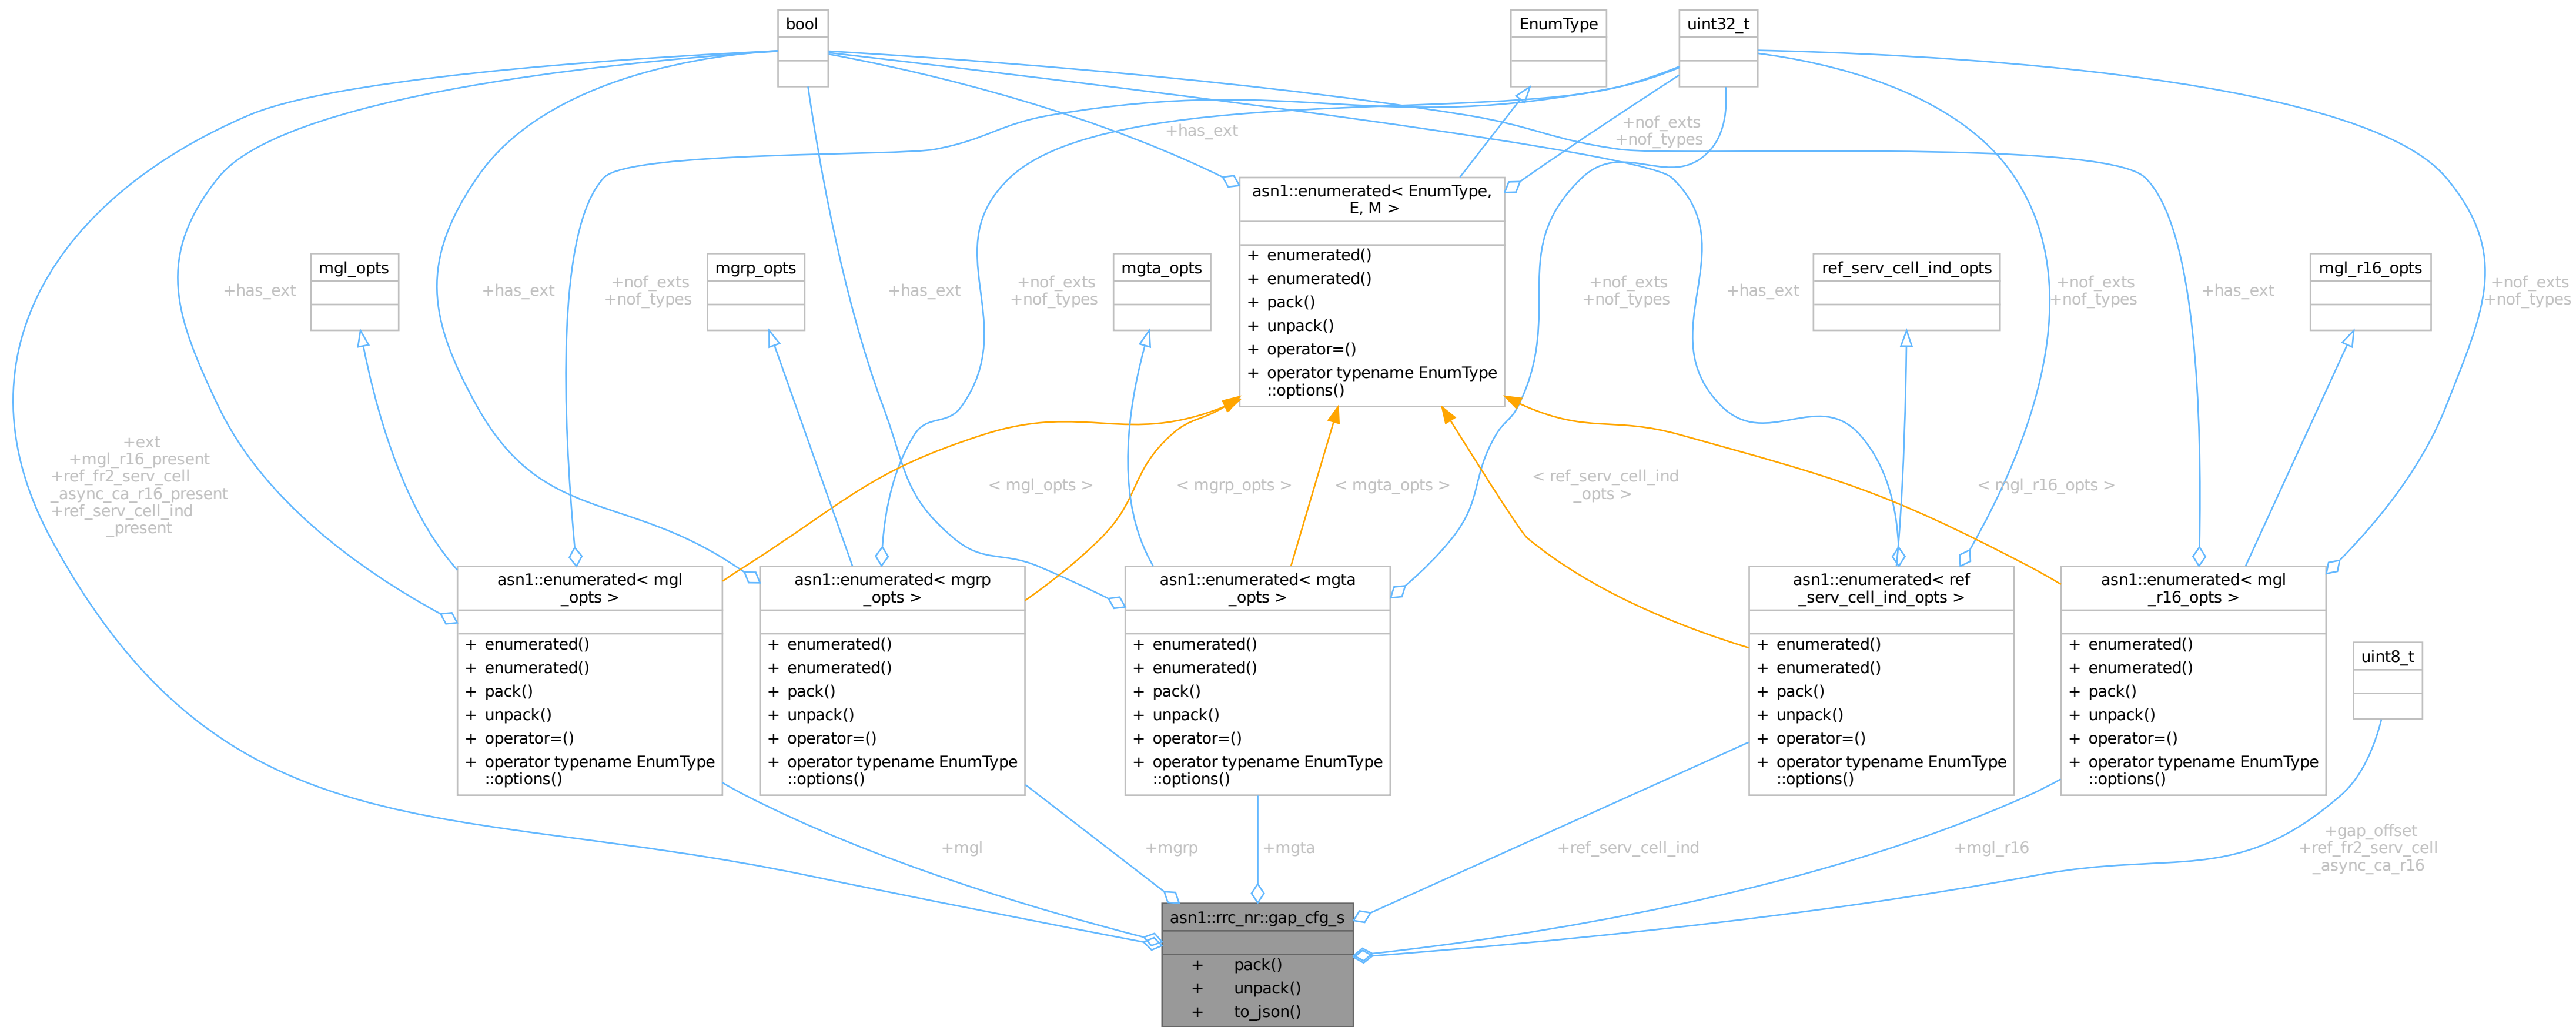 bool
EnumType
uint32_t
+has_ext
+nof_exts
+nof_types
asn1::enumerated< EnumType,
E, M >
+ enumerated()
+ enumerated()
+ pack()
+ unpack()
+ operator=()
+ operator typename EnumType
::options()
mgl_opts
mgrp_opts
mgta_opts
ref_serv_cell_ind_opts
mgl_r16_opts
+has_ext
+has_ext
+nof_exts
+nof_types
+has_ext
+nof_exts
+nof_types
+nof_exts
+nof_types
+has_ext
+nof_exts
+nof_types
+has_ext
+nof_exts
+nof_types
+ext
+mgl_r16_present
+ref_fr2_serv_cell
_async_ca_r16_present
+ref_serv_cell_ind
_present
< mgl_opts >
< mgrp_opts >
< mgta_opts >
< ref_serv_cell_ind
_opts >
< mgl_r16_opts >
asn1::enumerated< mgl
_opts >
+ enumerated()
+ enumerated()
+ pack()
+ unpack()
+ operator=()
+ operator typename EnumType
::options()
asn1::enumerated< mgrp
_opts >
+ enumerated()
+ enumerated()
+ pack()
+ unpack()
+ operator=()
+ operator typename EnumType
::options()
asn1::enumerated< mgta
_opts >
+ enumerated()
+ enumerated()
+ pack()
+ unpack()
+ operator=()
+ operator typename EnumType
::options()
asn1::enumerated< ref
_serv_cell_ind_opts >
+ enumerated()
+ enumerated()
+ pack()
+ unpack()
+ operator=()
+ operator typename EnumType
::options()
asn1::enumerated< mgl
_r16_opts >
+ enumerated()
+ enumerated()
+ pack()
+ unpack()
+ operator=()
+ operator typename EnumType
::options()
uint8_t
+mgl
+mgrp
+mgta
+ref_serv_cell_ind
+mgl_r16
+gap_offset
+ref_fr2_serv_cell
_async_ca_r16
asn1::rrc_nr::gap_cfg_s
+ pack()
+ unpack()
+ to_json()